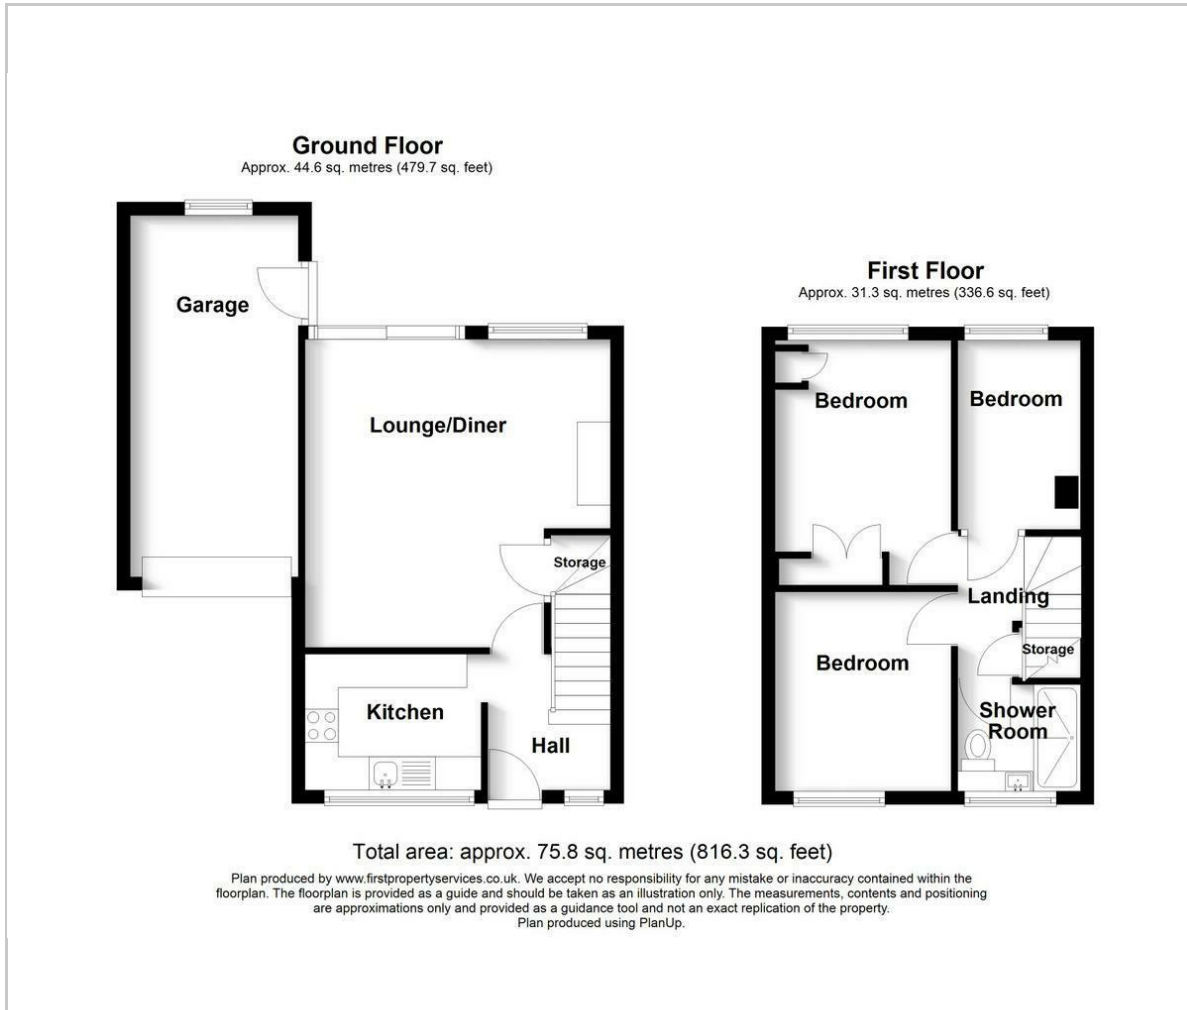 Ground Floor
Approx. 44.6 sq. metres (479.7 sq. feet)
Garage
Lounge/Diner
Storage
Kitchen
Hall
First Floor
Approx. 31.3 sq. metres (336.6 sq. feet)
Bedroom
Bedroom
Landing
Storage
Bedroom
Shower
Room
Total area: approx. 75.8 sq. metres (816.3 sq. feet)
Plan produced by www.firstpropertyservices.co.uk. We accept no responsibility for any mistake or inaccuracy contained within the
floorplan. The floorplan is provided as a guide and should be taken as an illustration only. The measurements, contents and positioning
are approximations only and provided as a guidance tool and not an exact replication of the property.
Plan produced using PlanUp.